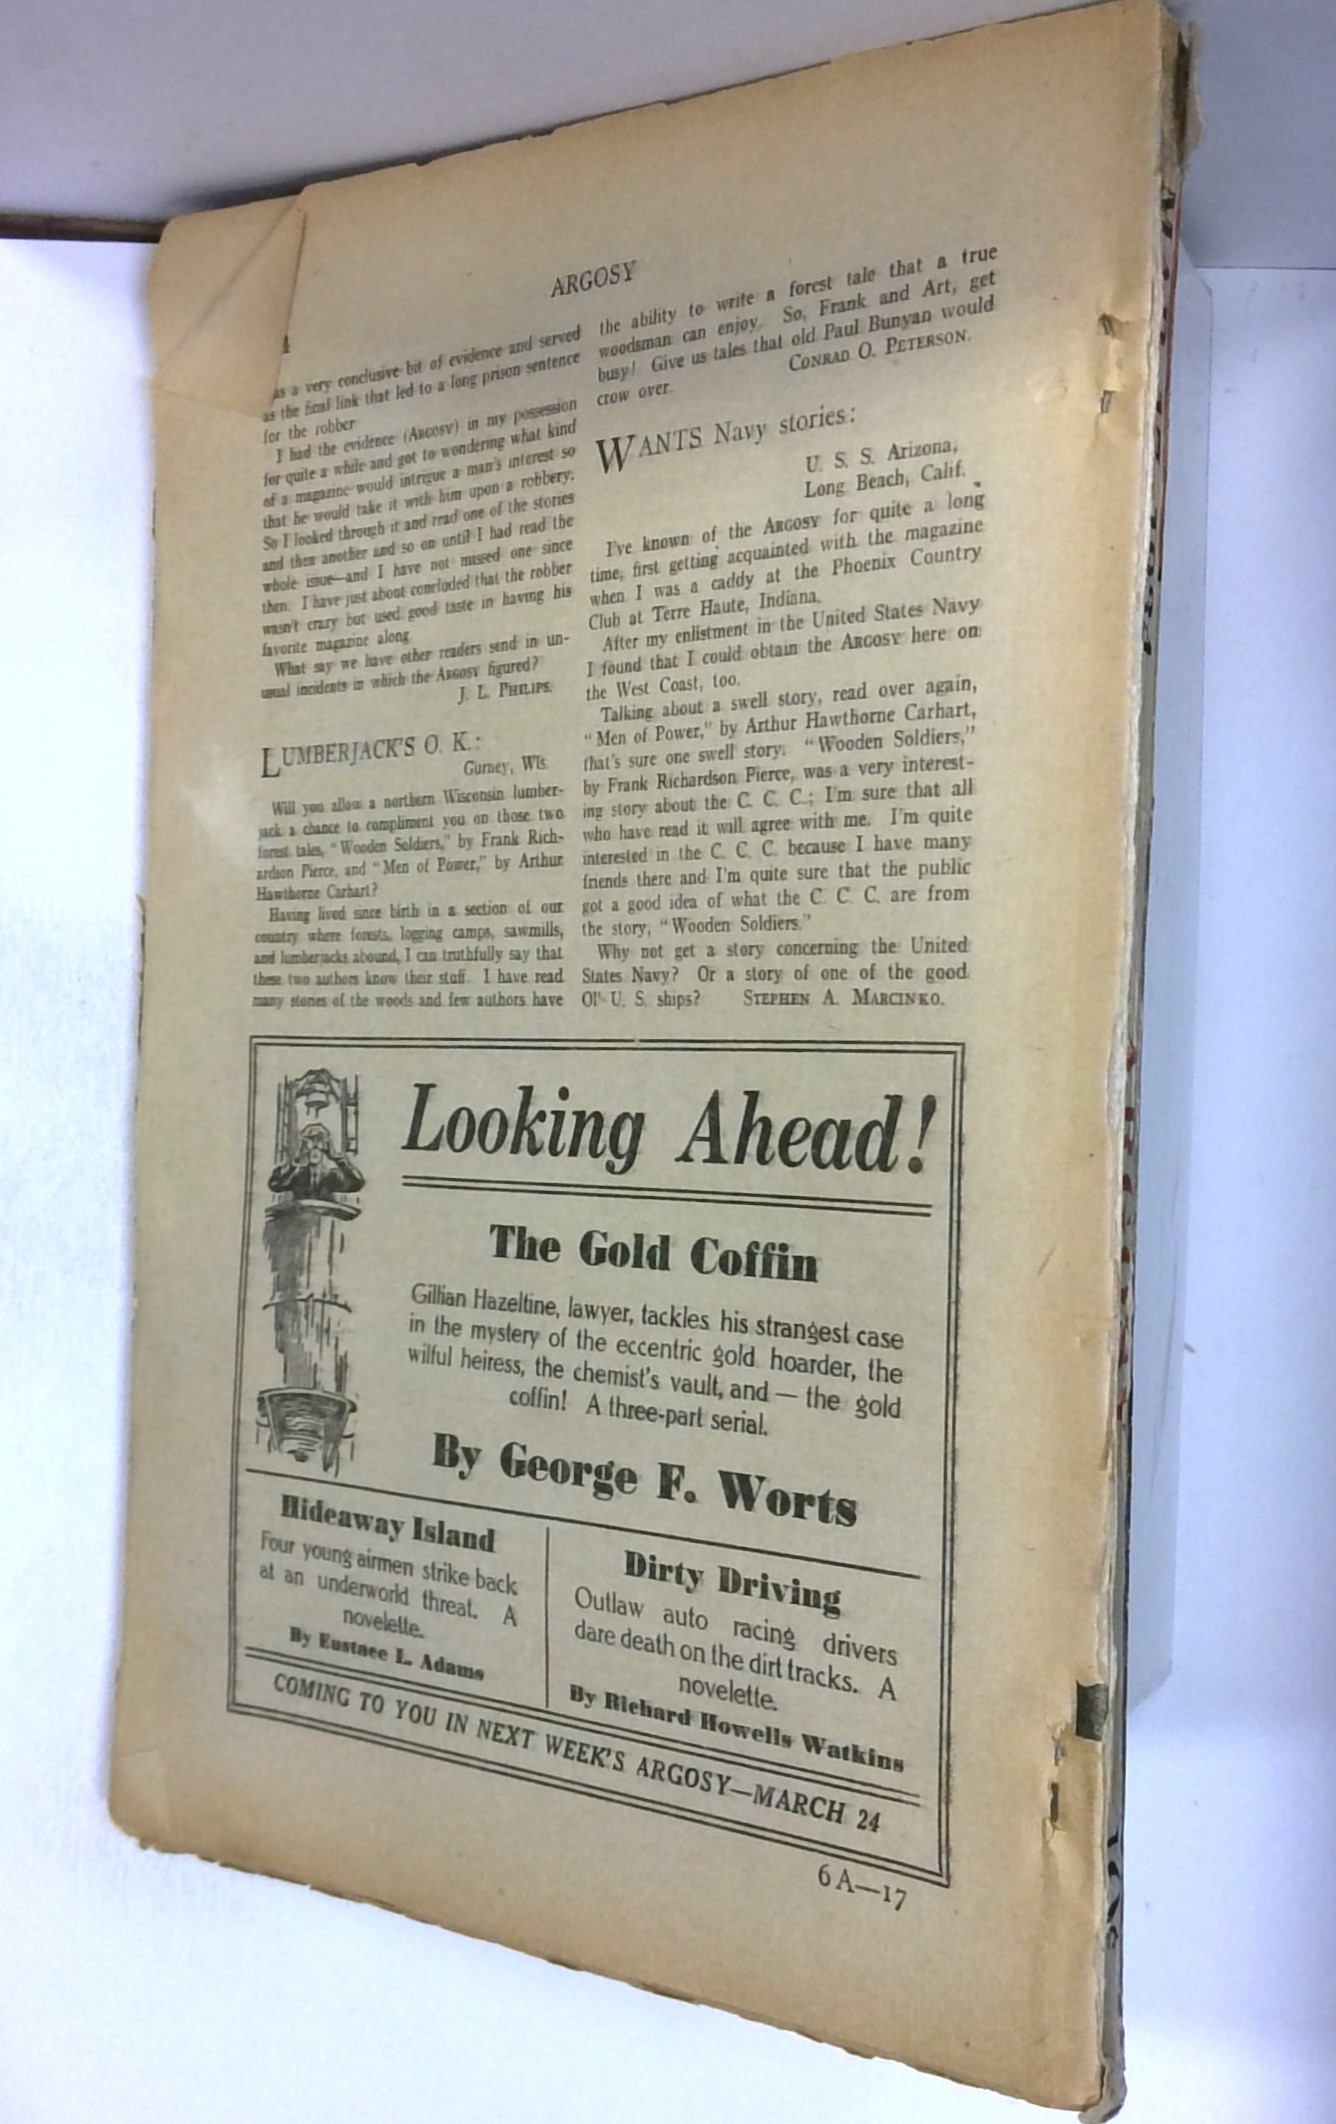 ARGOSY
as a very conclusive bit of evidence and served
as the final link that led to a long prison sentence
for the robber.
I had the evidence (ARGOSY) in my possession
for quite a while and got to wondering what kind
of a magazine would intrigue a man's interest so
that he would take it with him upon a robbery.
So I looked through it and read one of the stories
and then another and so on until I had read the
whole issue—and I have not missed one since
then. I have just about concluded that the robber
wasn't crazy but used good taste in having his
favorite magazine along.
What say we have other readers send in un-
usual incidents in which the ARGOSY figured?
J. L. PHILIPS.
LUMBERJACK'S O. K.:
Gurney, Wis.
Will you allow a northern Wisconsin lumber-
jack a chance to compliment you on those two
forest tales, "Wooden Soldiers," by Frank Rich-
ardson Pierce, and "Men of Power," by Arthur
Hawthorne Carhart?
Having lived since birth in a section of our
country where forests, logging camps, sawmills,
and lumberjacks abound, I can truthfully say that
these two authors know their stuff. I have read
many stories of the woods and few authors have
the ability to write a forest tale that a true
woodsman can enjoy. So, Frank and Art, get
busy! Give us tales that old Paul Bunyan would
crow over.
CONRAD O. PETERSON.
WANTS Navy stories:
U. S. S. Arizona,
Long Beach, Calif.
I've known of the ARGOSY for quite a long
time, first getting acquainted with the magazine
when I was a caddy at the Phoenix Country
Club at Terre Haute, Indiana.
After my enlistment in the United States Navy
I found that I could obtain the ARGOSY here on
the West Coast, too.
Talking about a swell story, read over again,
"Men of Power," by Arthur Hawthorne Carhart,
that's sure one swell story. "Wooden Soldiers,"
by Frank Richardson Pierce, was a very interest-
ing story about the C. C. C.; I'm sure that all
who have read it will agree with me. I'm quite
interested in the C. C. C. because I have many
friends there and I'm quite sure that the public
got a good idea of what the C. C. C. are from
the story, "Wooden Soldiers."
Why not get a story concerning the United
States Navy? Or a story of one of the good
Ol' U. S. ships? STEPHEN A. MARCINKO.
Looking Ahead!
The Gold Coffin
Gillian Hazeltine, lawyer, tackles his strangest case
in the mystery of the eccentric gold hoarder, the
wilful heiress, the chemist's vault, and — the gold
coffin! A three-part serial.
By George F. Worts
Hideaway Island
Four young airmen strike back
at an underworld threat. A
novelette.
By Eustace L. Adams
Dirty Driving
Outlaw auto racing drivers
dare death on the dirt tracks. A
novelette.
By Richard Howells Watkins
COMING TO YOU IN NEXT WEEK'S ARGOSY—MARCH 24
6 A—17